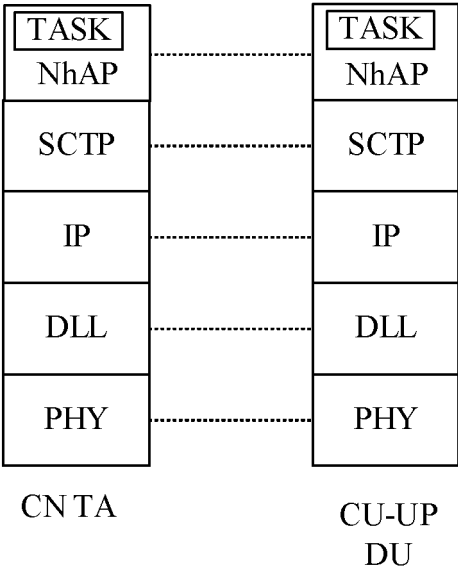 TASK
NhAP
SCTP
IP
DLL
PHY
CN TA
TASK
NhAP
SCTP
IP
DLL
PHY
CU-UP
DU